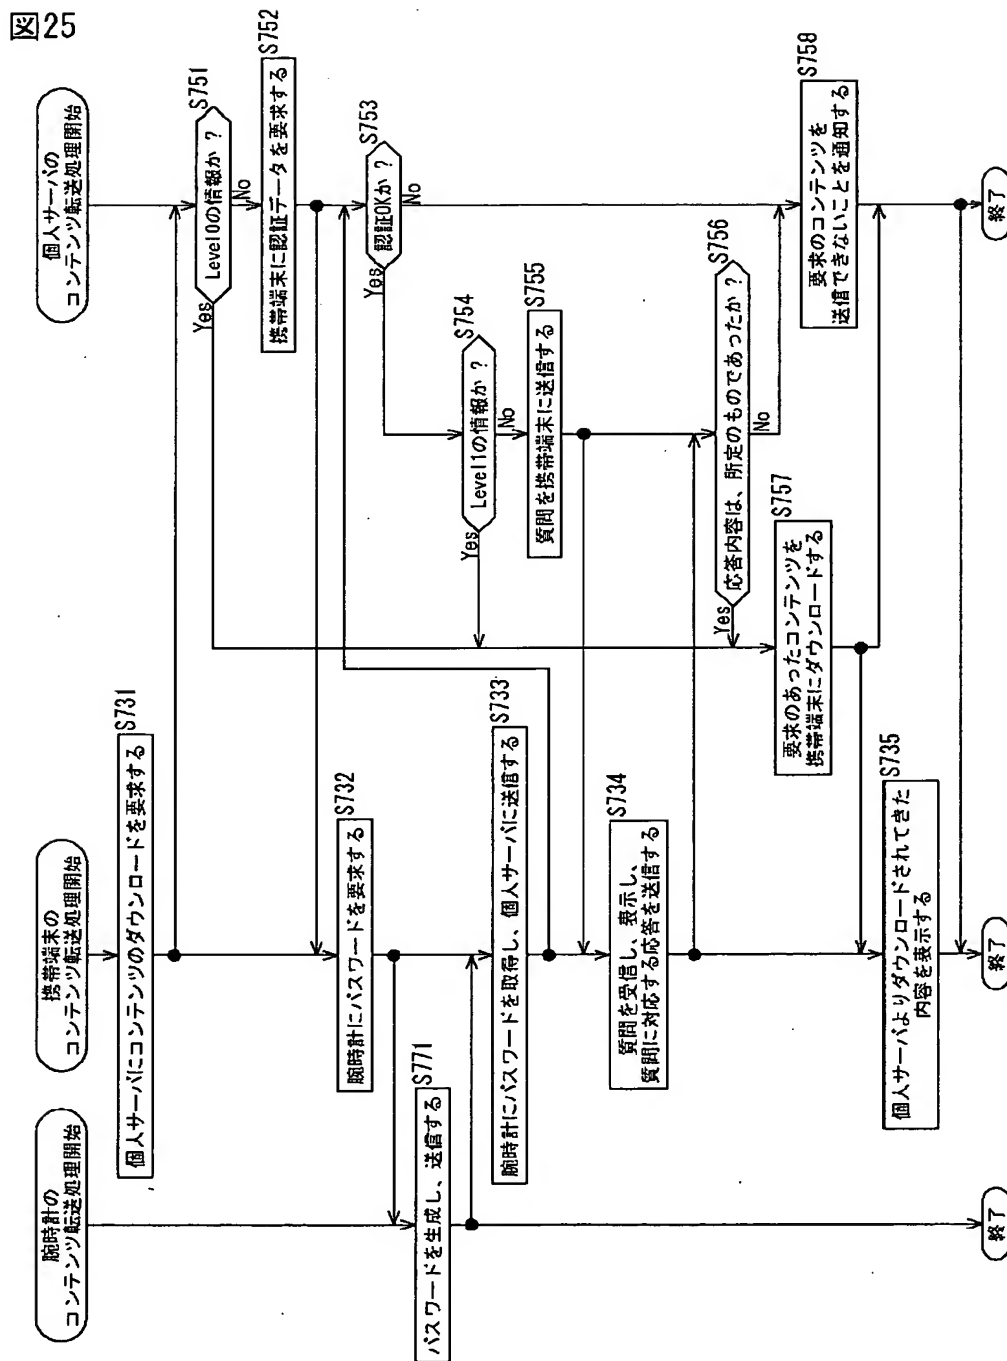 図25
腕時計の
コンテンツ転送処理開始
パスワードを生成し、送信する
S771
終了
携帯端末の
コンテンツ転送処理開始
個人サーバにコンテンツのダウンロードを要求する
S731
腕時計にパスワードを要求する
S732
腕時計にパスワードを取得し、個人サーバに送信する
S733
質問を受信し、表示し、
質問に対応する応答を送信する
S734
個人サーバよりダウンロードされてきた
内容を表示する
S735
終了
個人サーバの
コンテンツ転送処理開始
Level0の情報か？
S751
Yes
No
携帯端末に認証データを要求する
S752
認証OKか？
S753
Yes
No
Level1の情報か？
S754
Yes
No
質問を携帯端末に送信する
S755
応答内容は、所定のものであったか？
S756
Yes
No
要求のあったコンテンツを
携帯端末にダウンロードする
S757
要求のコンテンツを
送信できないことを通知する
S758
終了